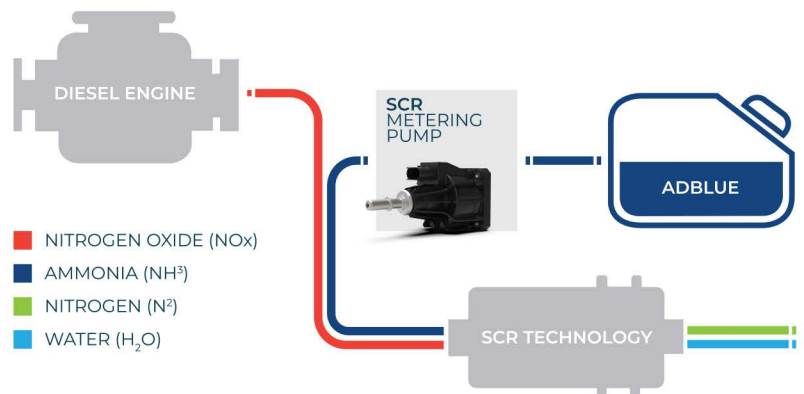 DIESEL ENGINE
SCR
METERING
PUMP
ADBLUE
NITROGEN OXIDE (NOx)
AMMONIA (NH³)
NITROGEN (N²)
WATER (H₂O)
SCR TECHNOLOGY